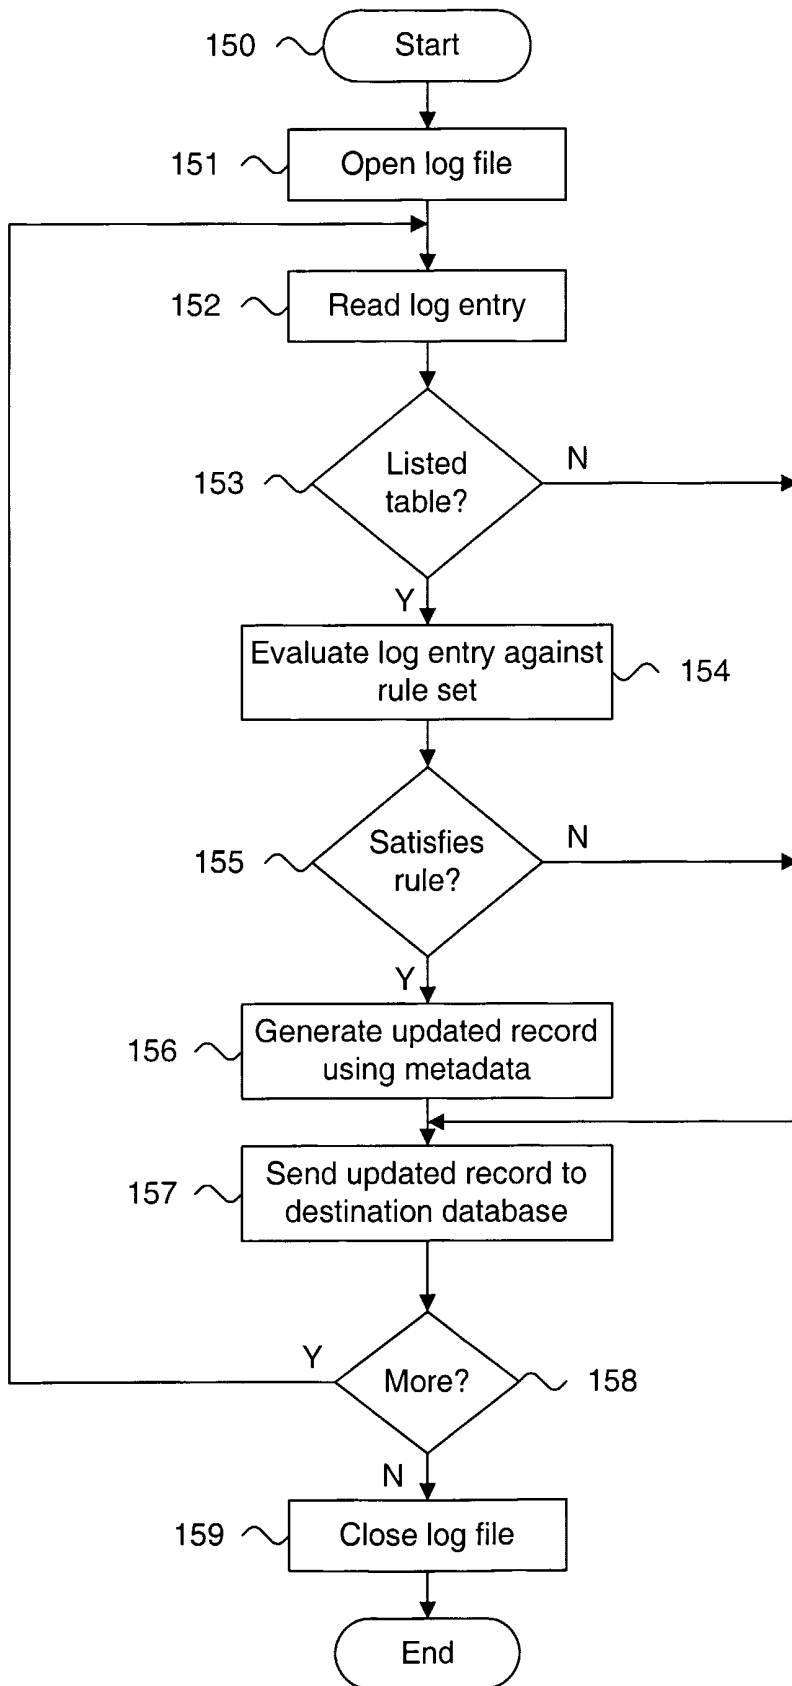 150
Start
151
Open log file
152
Read log entry
153
Listed
table?
N
Y
Evaluate log entry against
rule set
154
155
Satisfies
rule?
N
Y
156
Generate updated record
using metadata
157
Send updated record to
destination database
Y
More?
158
N
159
Close log file
End